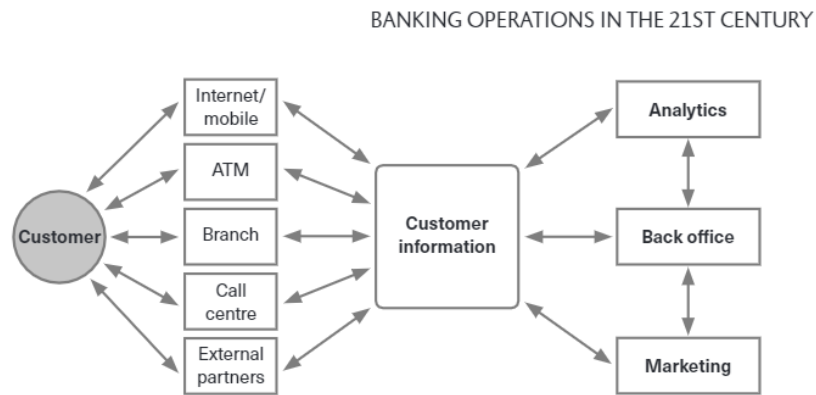 BANKING OPERATIONS IN THE 21ST CENTURY
Internet/
mobile
ATM
Branch
Call
centre
External
partners
Customer
Customer
information
Analytics
Back office
Marketing